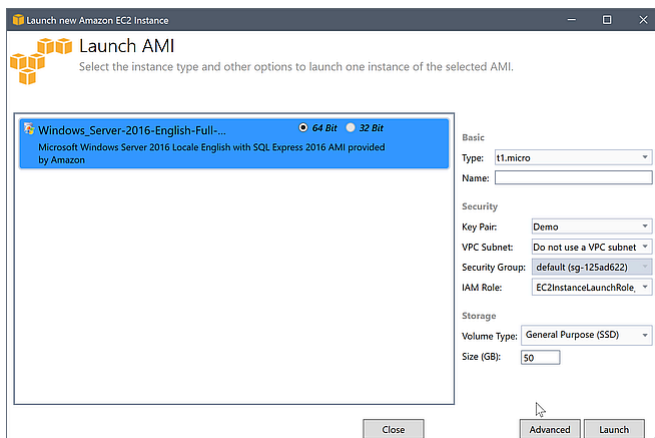 Launch new Amazon EC2 Instance
Launch AMI
Select the instance type and other options to launch one instance of the selected AMI.
Windows_Server-2016-English-Full-...
64 Bit
32 Bit
Microsoft Windows Server 2016 Locale English with SQL Express 2016 AMI provided
by Amazon
Basic
Type: t1.micro
Name:
Security
Key Pair: Demo
VPC Subnet: Do not use a VPC subnet
Security Group: default (sg-125ad622)
IAM Role: EC2InstanceLaunchRole,
Storage
Volume Type: General Purpose (SSD)
Size (GB): 50
Close
Advanced
Launch